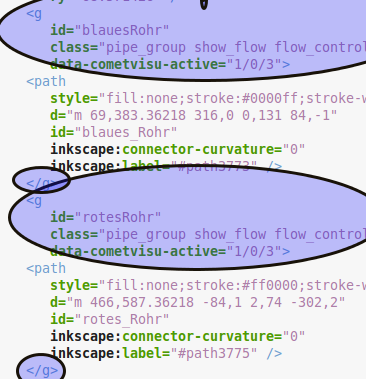 <g
id="blauesRohr"
class="pipe_group show_flow flow_control
data-cometvisu-active="1/0/3">
<path
style="fill:none;stroke:#0000ff;stroke-w
d="m 69,383.36218 316,0 0,131 84,-1"
id="blaues_Rohr"
inkscape:connector-curvature="0"
inkscape:label="#path3773" />
</g>
<g
id="rotesRohr"
class="pipe_group show_flow flow_control
data-cometvisu-active="1/0/3">
<path
style="fill:none;stroke:#ff0000;stroke-w
d="m 466,587.36218 -84,1 2,74 -302,2"
id="rotes_Rohr"
inkscape:connector-curvature="0"
inkscape:label="#path3775" />
</g>